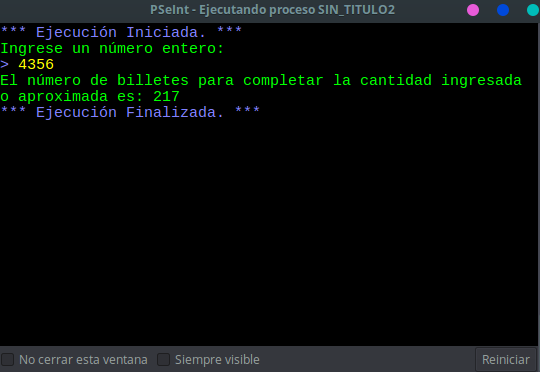 PSeInt - Ejecutando proceso SIN_TITULO2
*** Ejecución Iniciada. ***
Ingrese un número entero:
> 4356
El número de billetes para completar la cantidad ingresada
o aproximada es: 217
*** Ejecución Finalizada. ***
No cerrar esta ventana Siempre visible Reiniciar